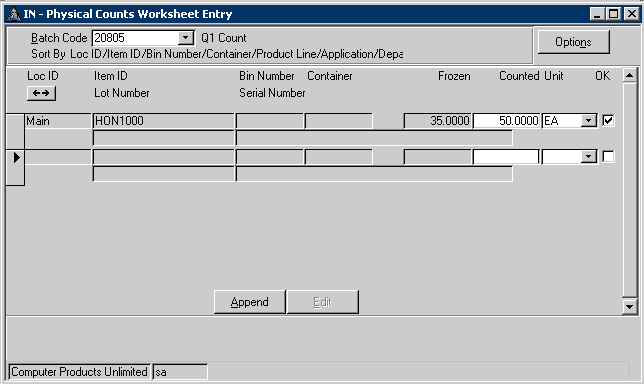 IN - Physical Counts Worksheet Entry
Batch Code 20805 Q1 Count
Sort By Loc ID/Item ID/Bin Number/Container/Product Line/Application/Depa
Options
Loc ID Item ID Bin Number Container Frozen Counted Unit OK
Lot Number Serial Number
Main HON1000 35.0000 50.0000 EA
Append Edit
Computer Products Unlimited sa